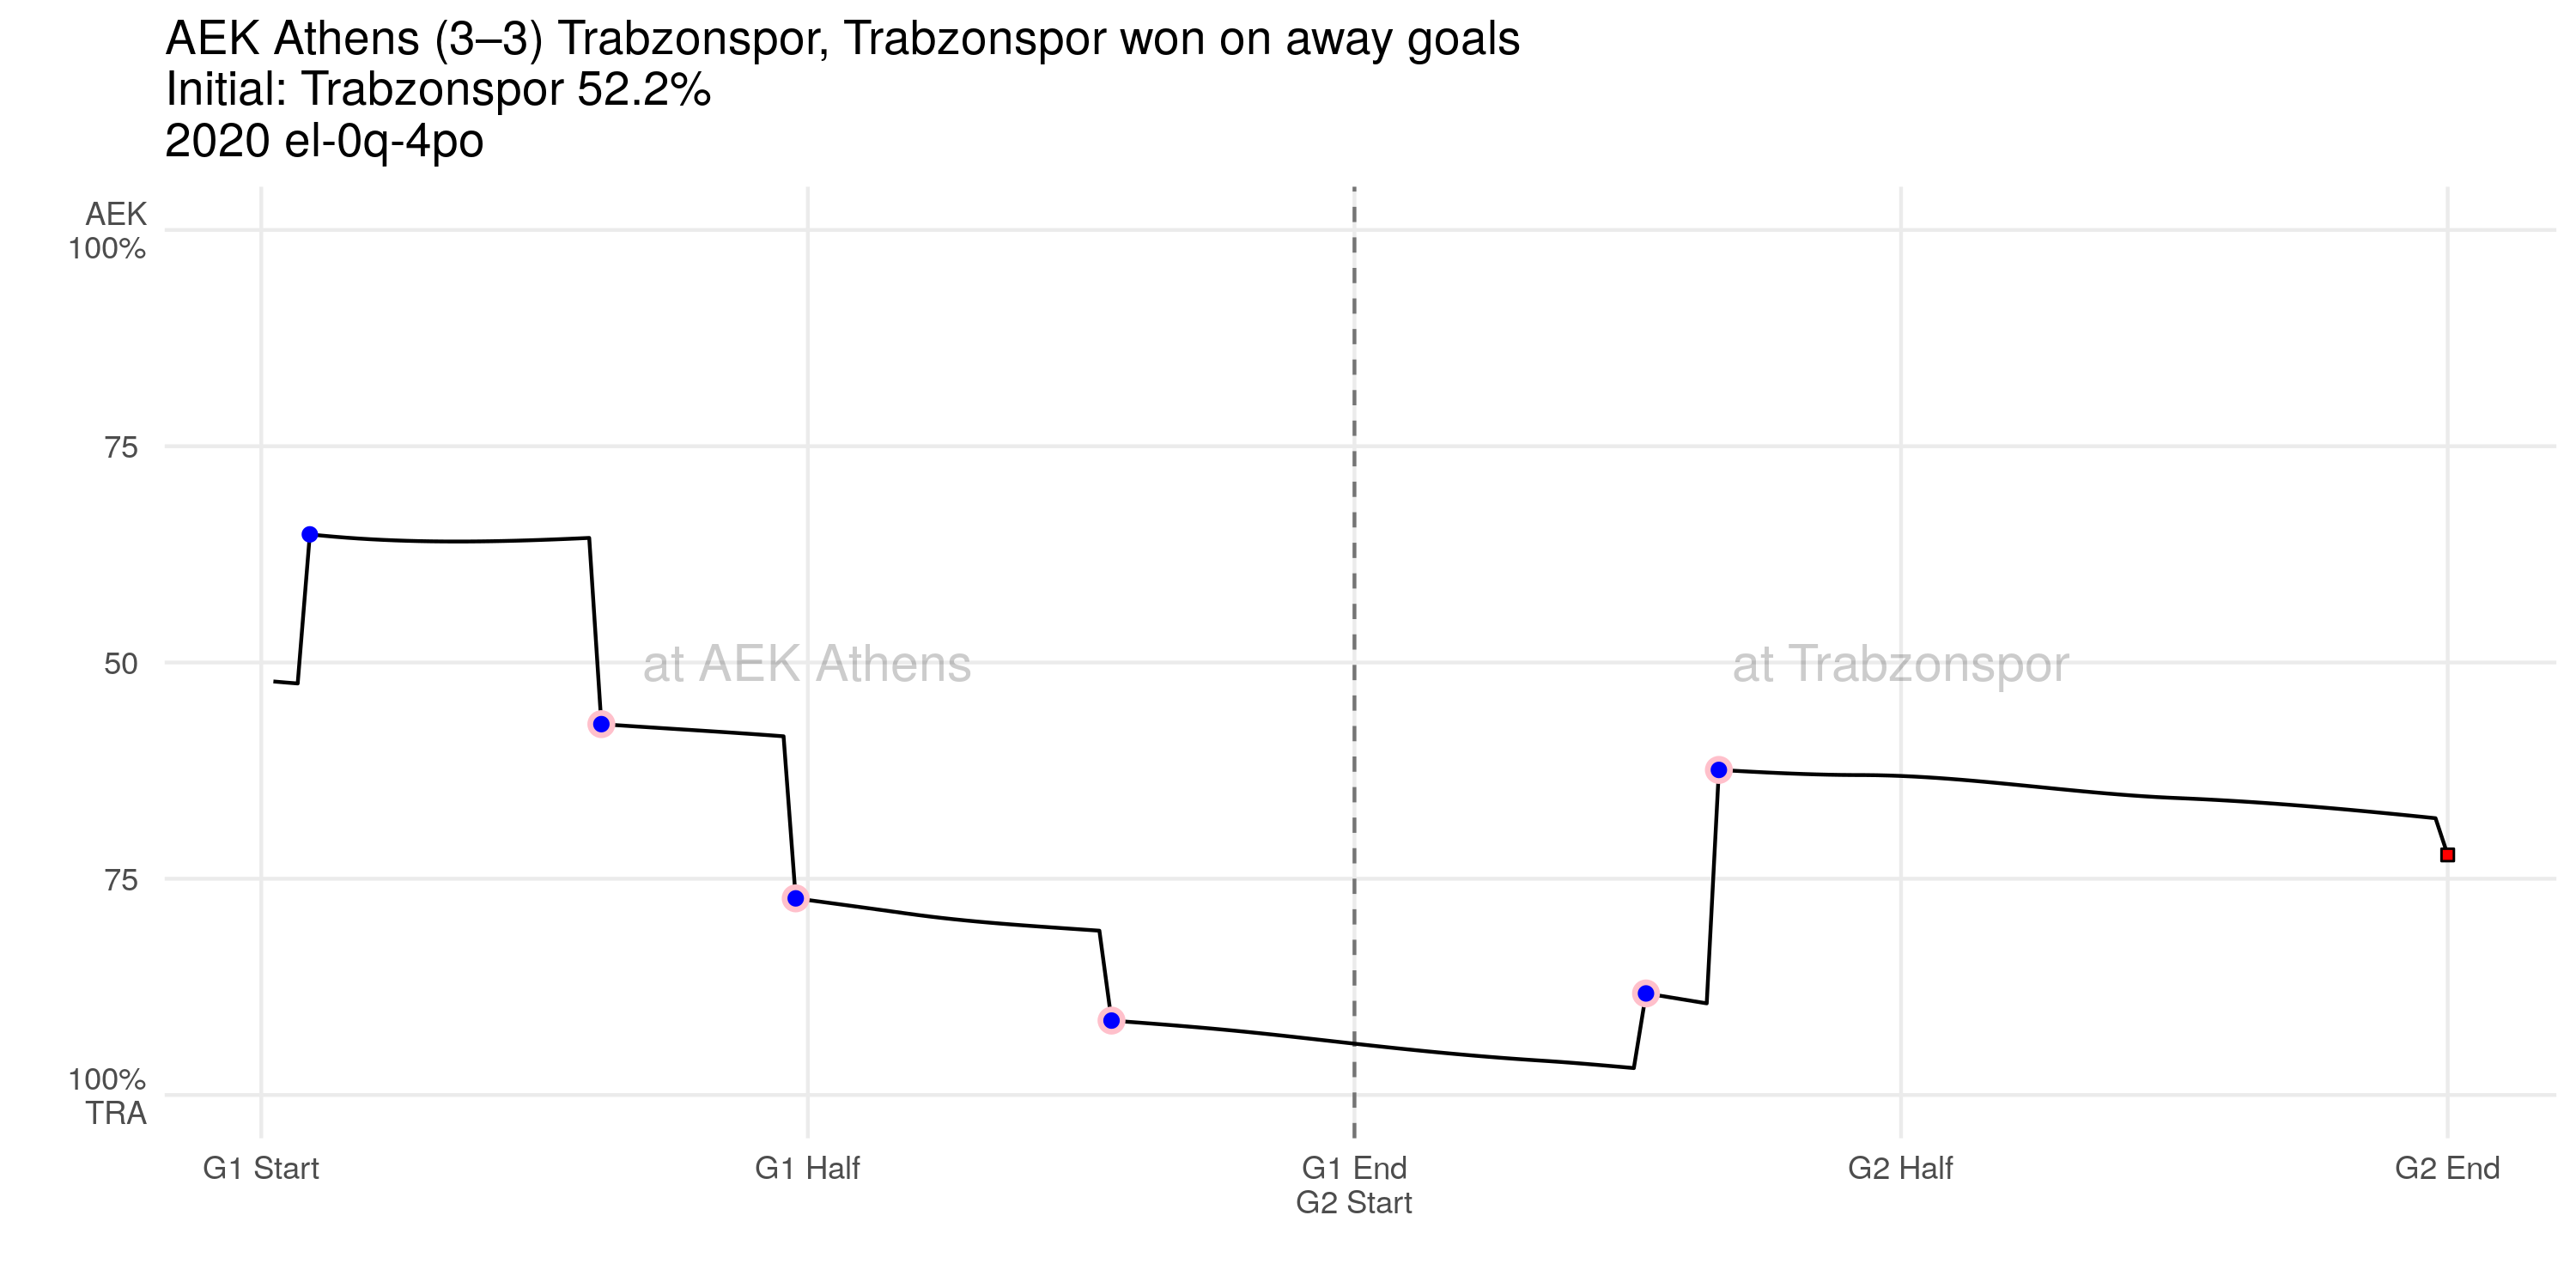 AEK Athens (3–3) Trabzonspor, Trabzonspor won on away goals
Initial: Trabzonspor 52.2%
2020 el-0q-4po
AEK
100%
75
50
75
100%
TRA
at AEK Athens
at Trabzonspor
G1 Start
G1 Half
G1 End
G2 Start
G2 Half
G2 End